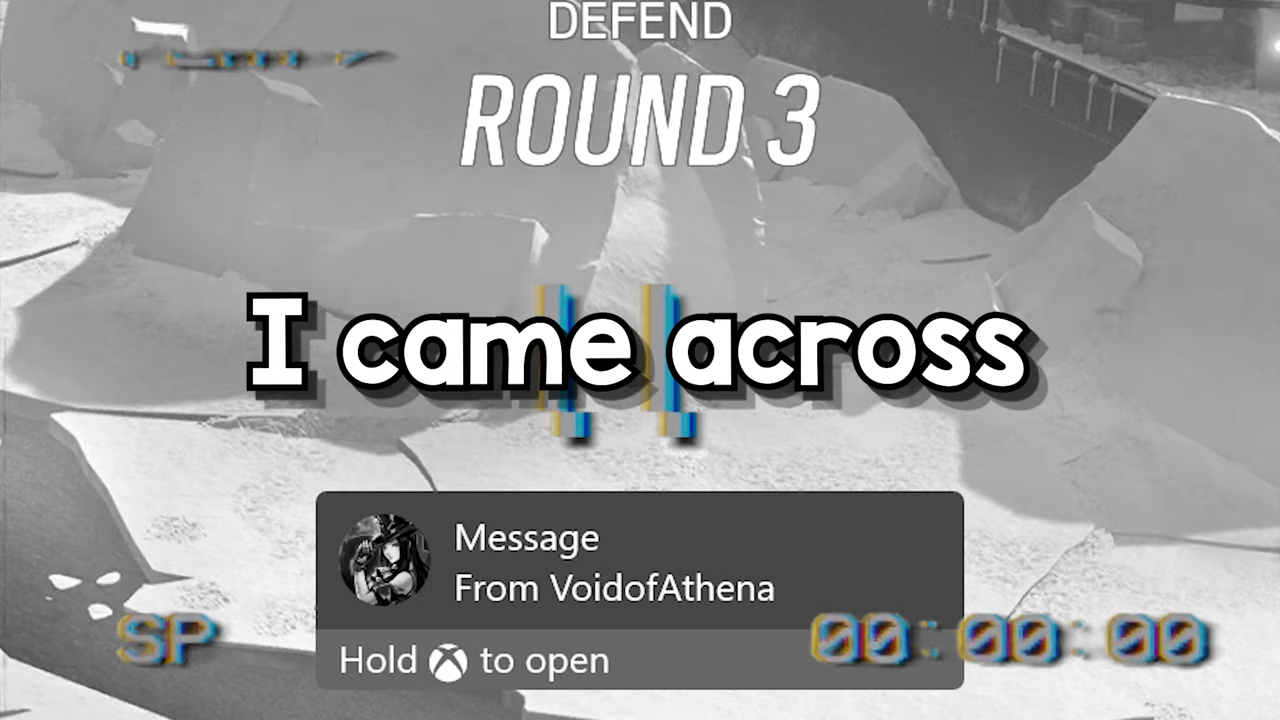 DEFEND
ROUND 3
I came across
Message
From VoidofAthena
Hold to open
SP
00:00:00